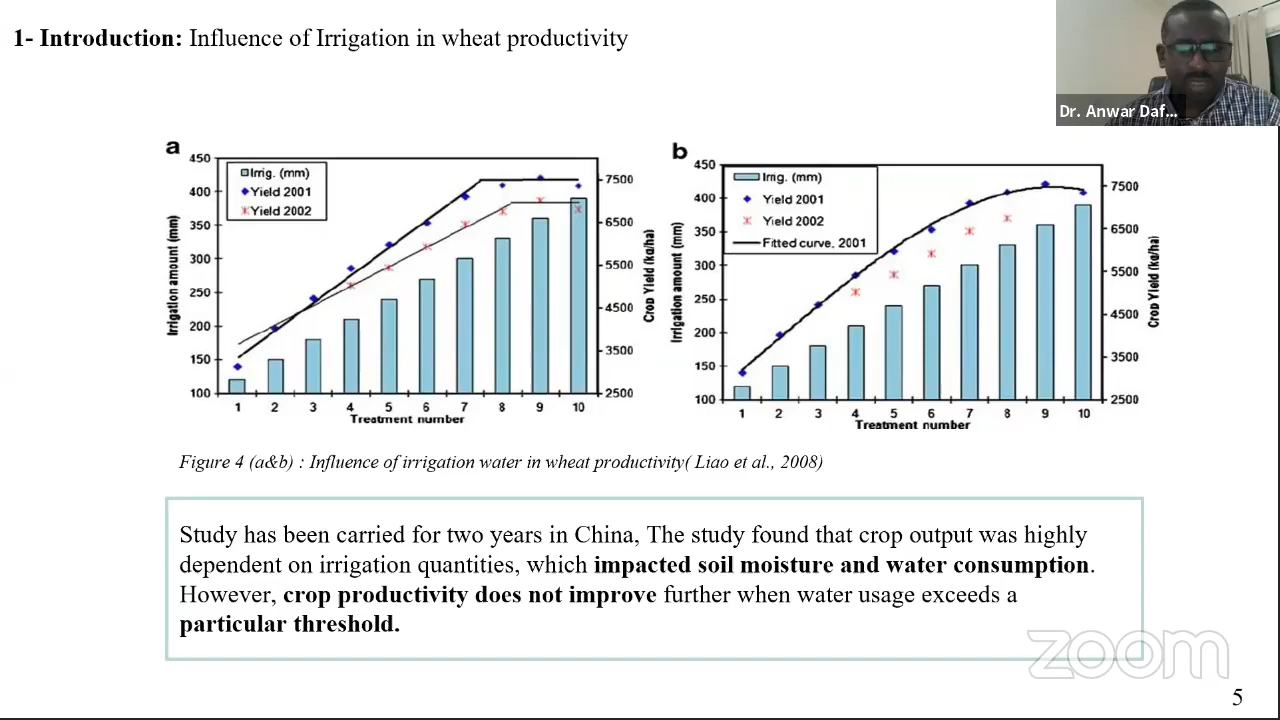 1- Introduction: Influence of Irrigation in wheat productivity
Dr. Anwar Daf...
a
450
400
350
300
250
200
150
100
Irrigation amount (mm)
Irrig. (mm)
Yield 2001
Yield 2002
7500
6500
5500
4500
3500
2500
Crop Yield (kg/ha)
1 2 3 4 5 6 7 8 9 10
Treatment number
b
450
400
350
300
250
200
150
100
Irrigation amount (mm)
Irrig. (mm)
Yield 2001
Yield 2002
Fitted curve, 2001
7500
6500
5500
4500
3500
2500
Crop Yield (kg/ha)
1 2 3 4 5 6 7 8 9 10
Treatment number
Figure 4 (a&b) : Influence of irrigation water in wheat productivity( Liao et al., 2008)
Study has been carried for two years in China, The study found that crop output was highly
dependent on irrigation quantities, which impacted soil moisture and water consumption.
However, crop productivity does not improve further when water usage exceeds a
particular threshold.
zoom
5